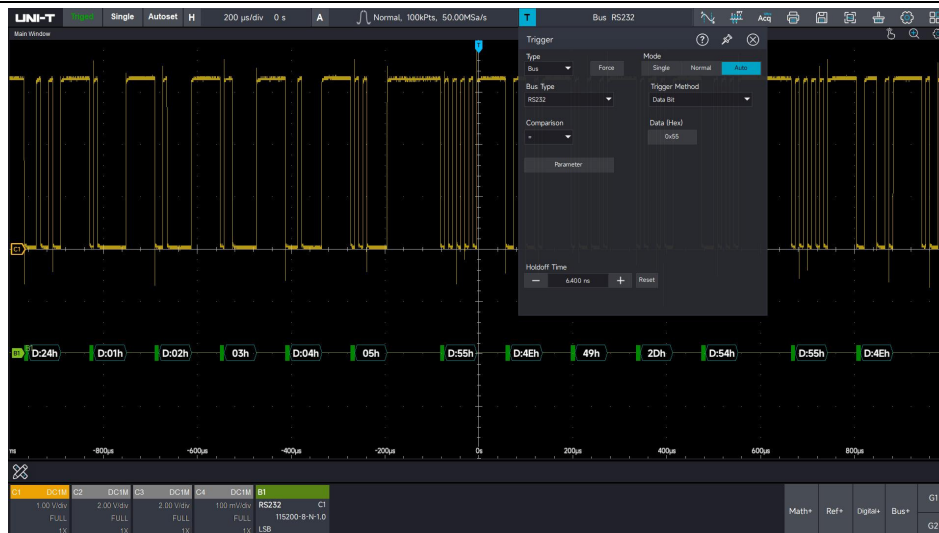 UNI-T Trig'ed Single Autoset H 200 μs/div 0 s A Normal, 100kPts, 50.00MSa/s T Bus RS232 Acq
Main Window
T
Trigger
Type Mode
Bus Force Single Normal Auto
Bus Type Trigger Method
RS232 Data Bit
Comparison Data (Hex)
= 0x55
Parameter
C1
Holdoff Time
6.400 ns Reset
B1 D:24h D:01h D:02h 03h D:04h 05h D:55h D:4Eh 49h 2Dh D:54h D:55h D:4Eh
-800μs -600μs -400μs -200μs 0s 200μs 400μs 600μs 800μs
C1 DC1M C2 DC1M C3 DC1M C4 DC1M B1
1.00 V/div 2.00 V/div 2.00 V/div 100 mV/div RS232 C1
FULL FULL FULL FULL 115200-8-N-1.0
1X 1X 1X 1X LSB
Math+ Ref+ Digital+ Bus+
G1
G2